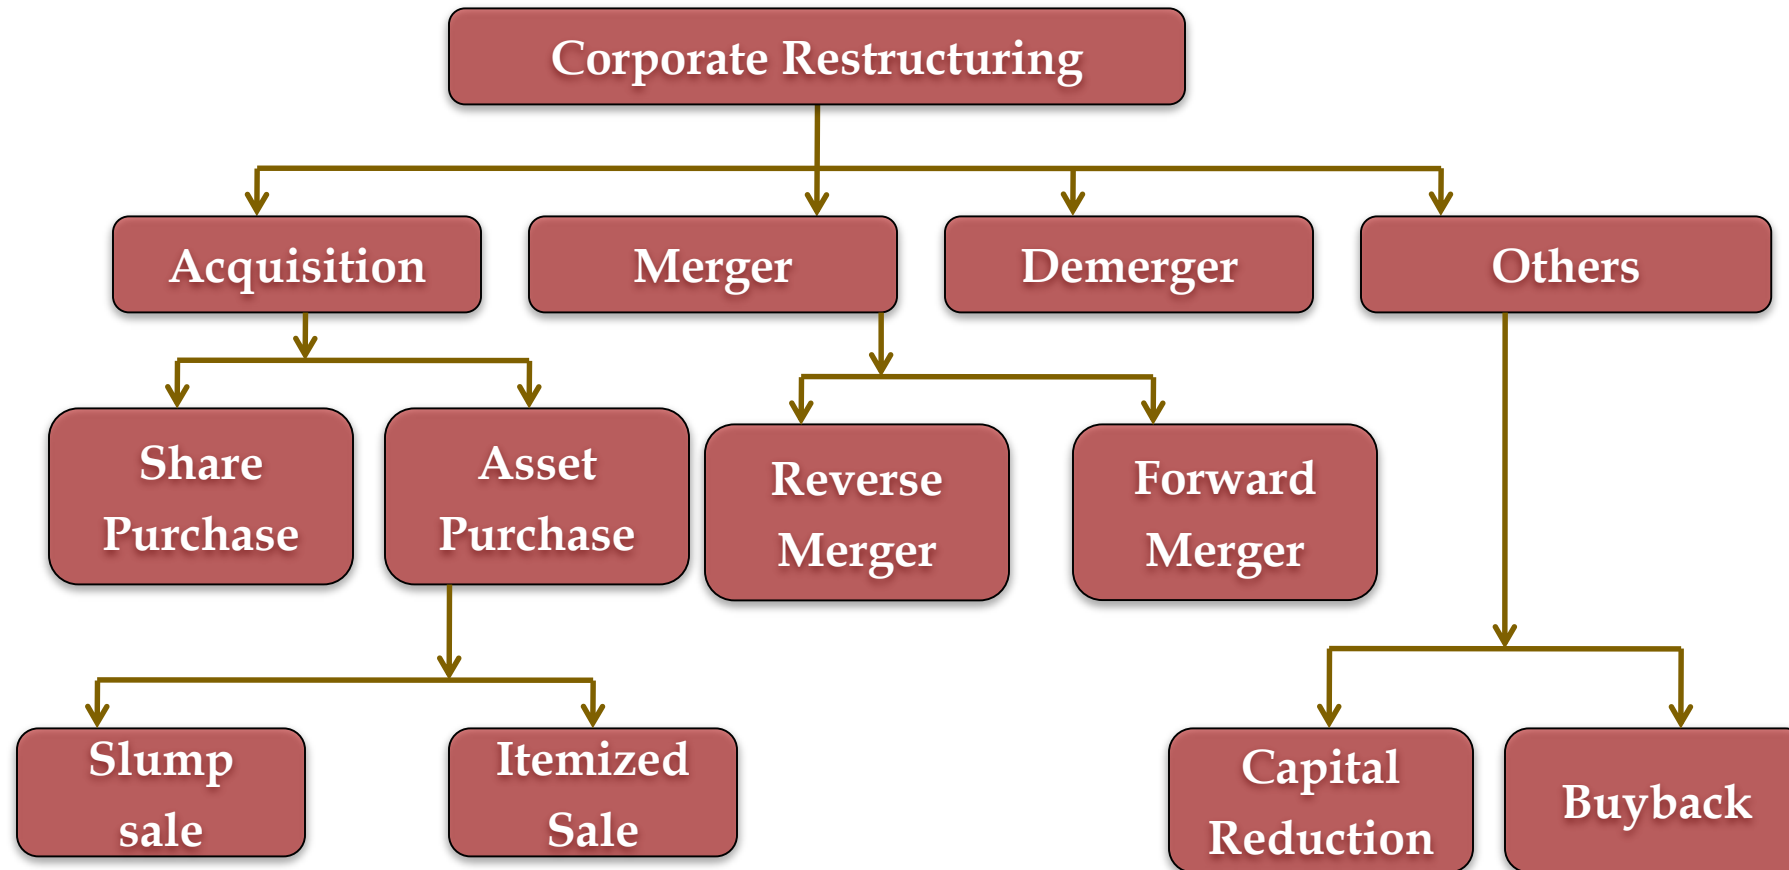 Corporate Restructuring
Acquisition
Merger
Demerger
Others
Share
Purchase
Asset
Purchase
Reverse
Merger
Forward
Merger
Slump
sale
Itemized
Sale
Capital
Reduction
Buyback